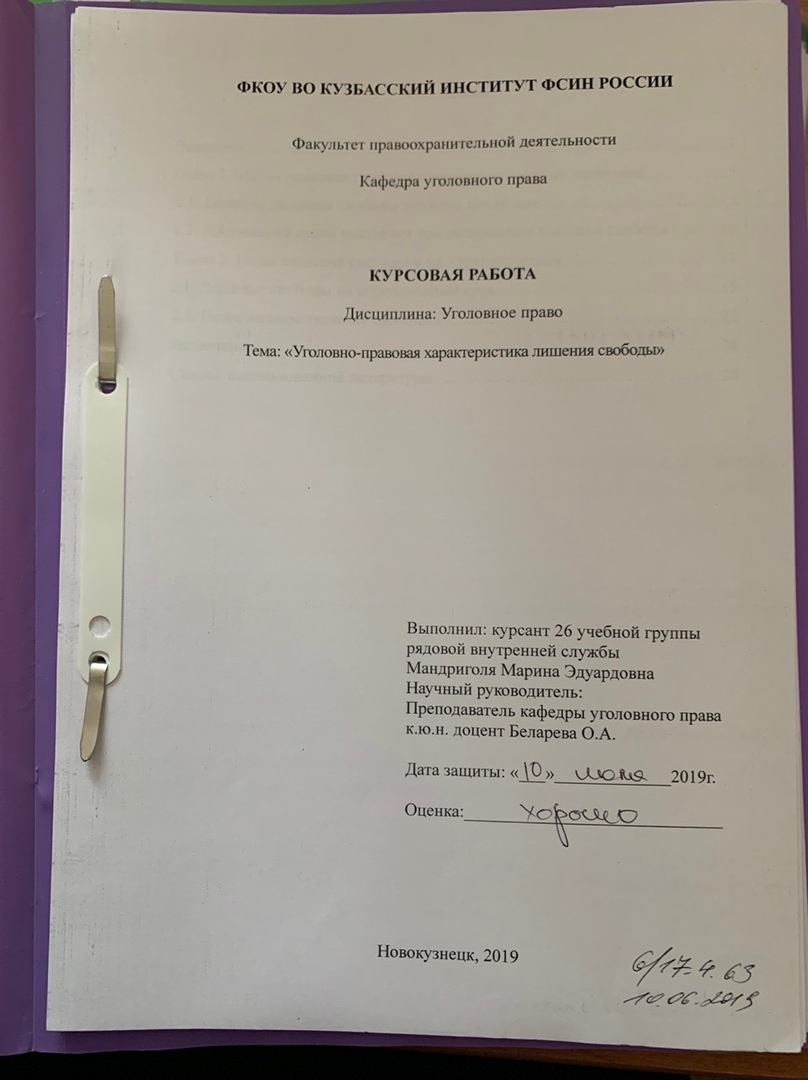 ФКОУ ВО КУЗБАССКИЙ ИНСТИТУТ ФСИН РОССИИ
Факультет правоохранительной деятельности
Кафедра уголовного права
КУРСОВАЯ РАБОТА
Дисциплина: Уголовное право
Тема: «Уголовно-правовая характеристика лишения свободы»
Выполнил: курсант 26 учебной группы
рядовой внутренней службы
Мандриголя Марина Эдуардовна
Научный руководитель:
Преподаватель кафедры уголовного права
к.ю.н. доцент Беларева О.А.
Дата защиты: «10» июня 2019г.
Оценка: хорошо
Новокузнецк, 2019
6/17-4.63
10.06.2019